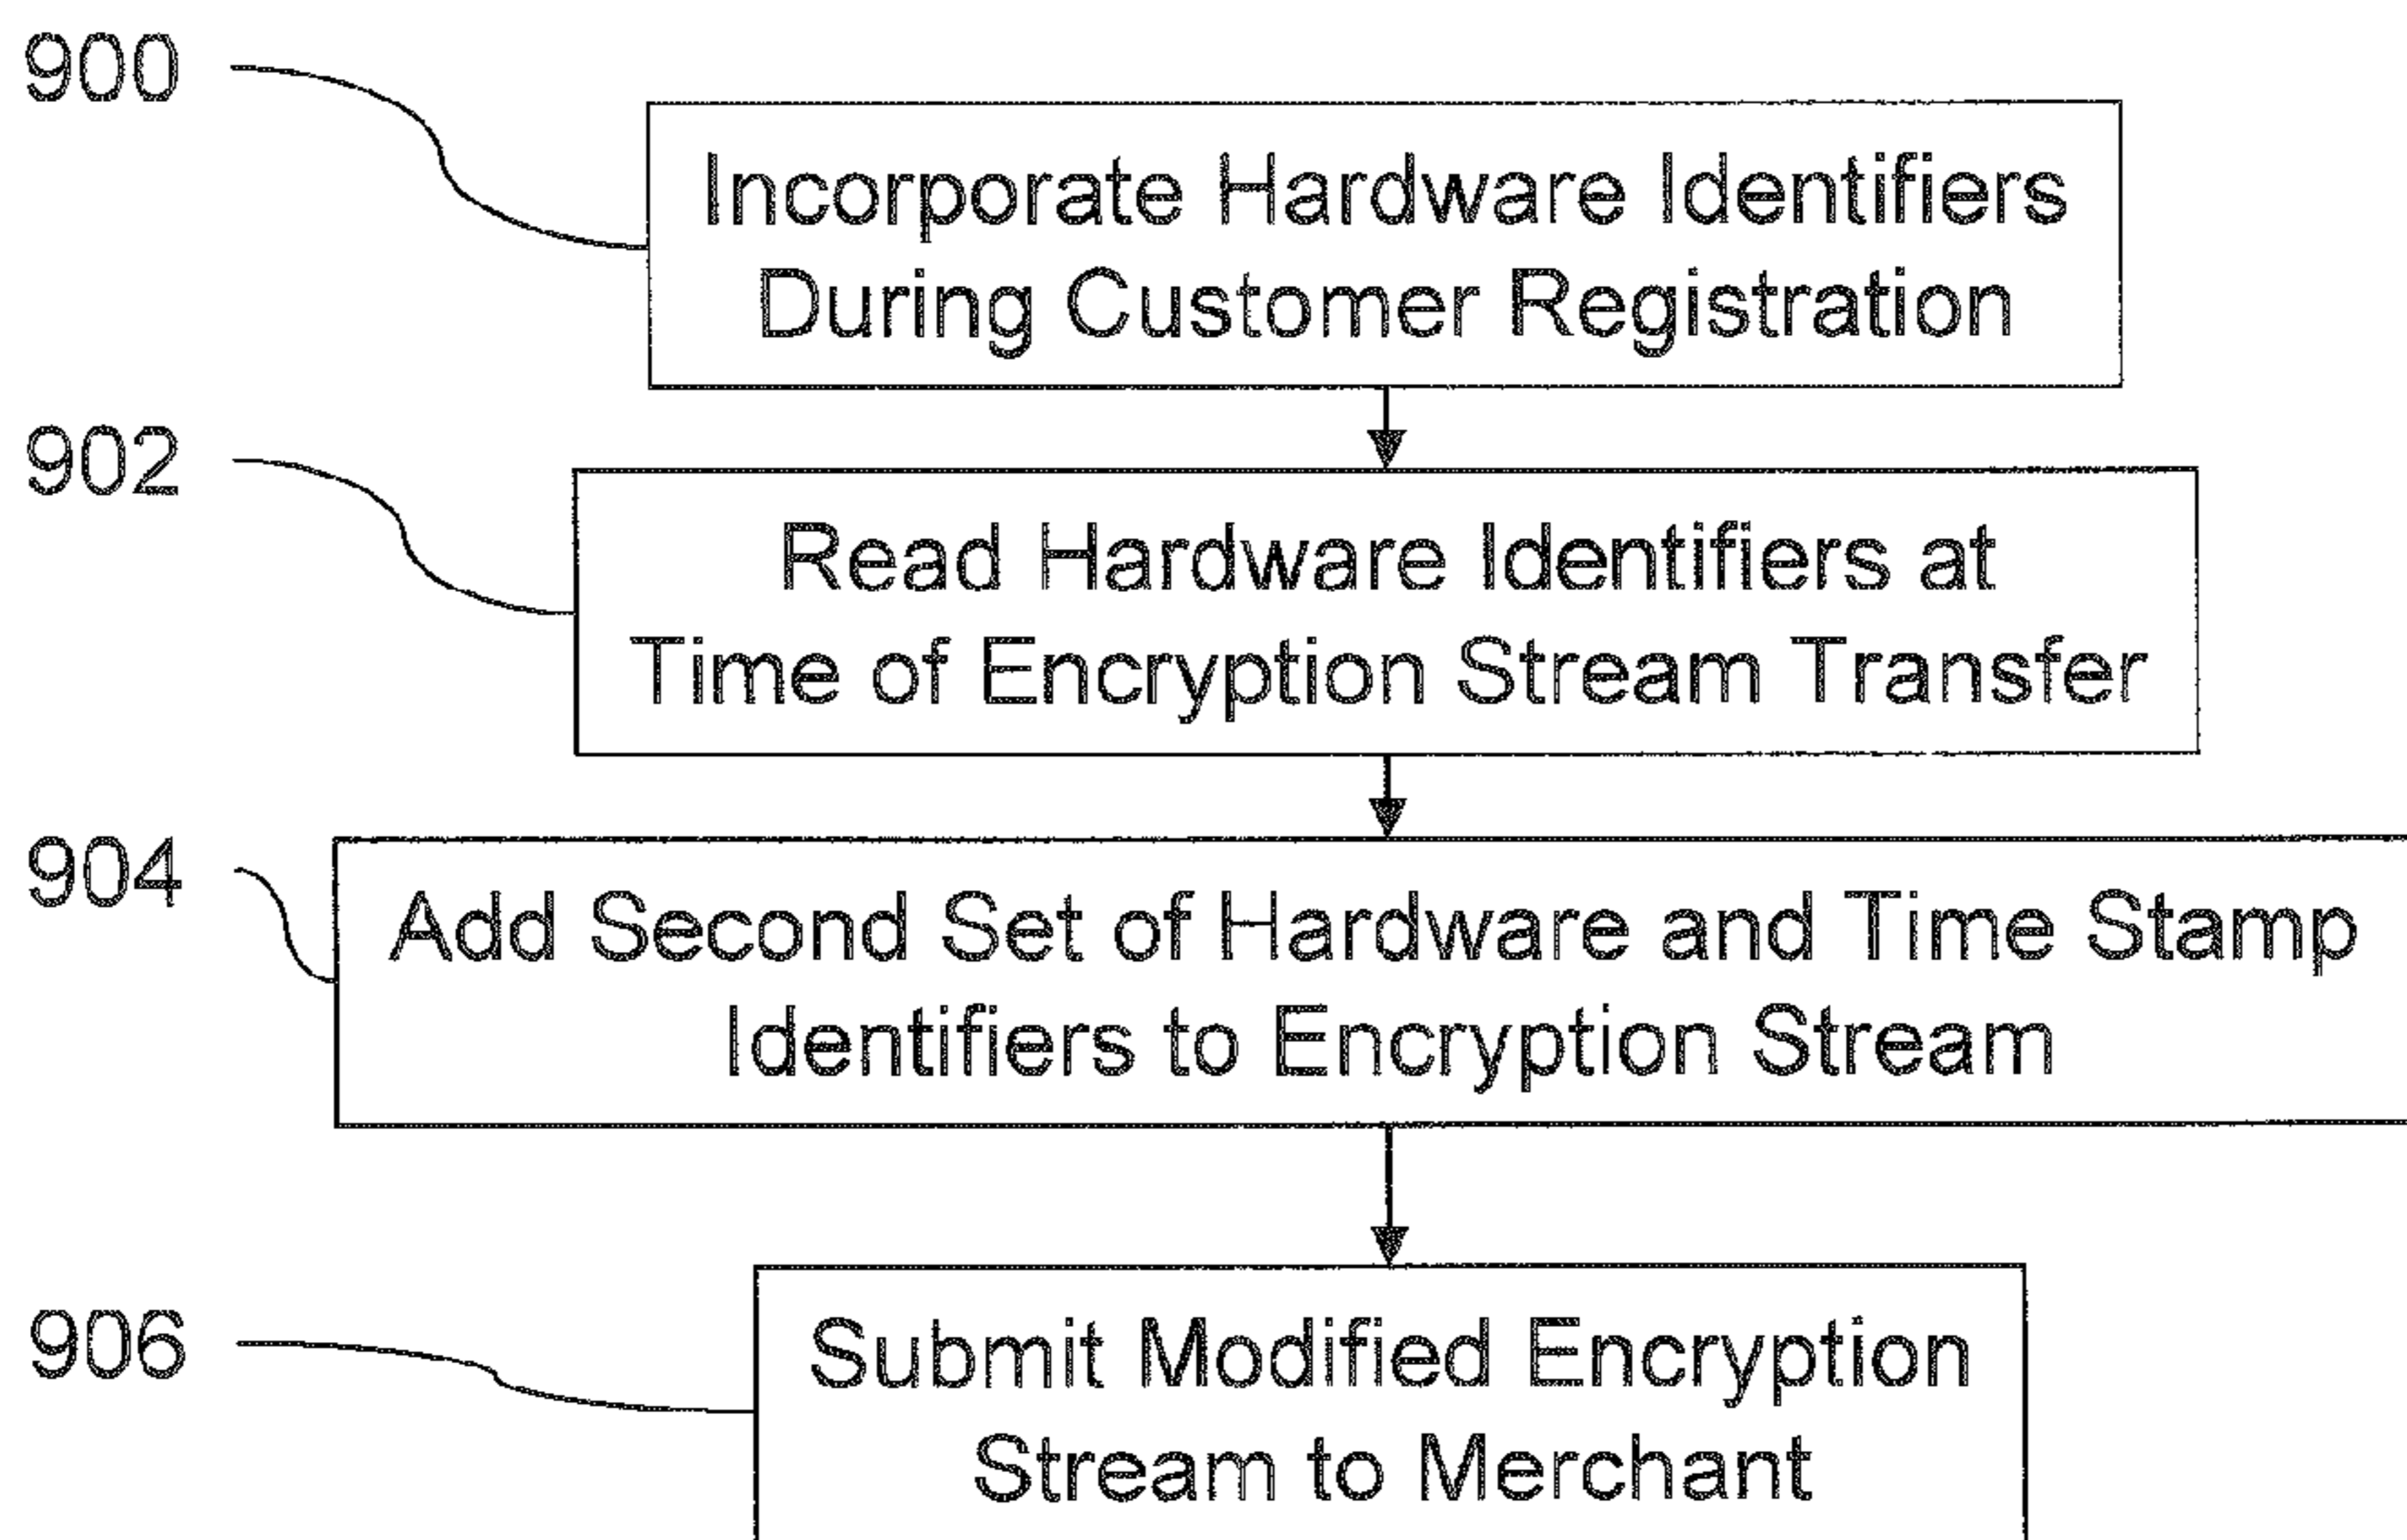 900
Incorporate Hardware Identifiers
During Customer Registration
902
Read Hardware Identifiers at
Time of Encryption Stream Transfer
904
Add Second Set of Hardware and Time Stamp
Identifiers to Encryption Stream
906
Submit Modified Encryption
Stream to Merchant